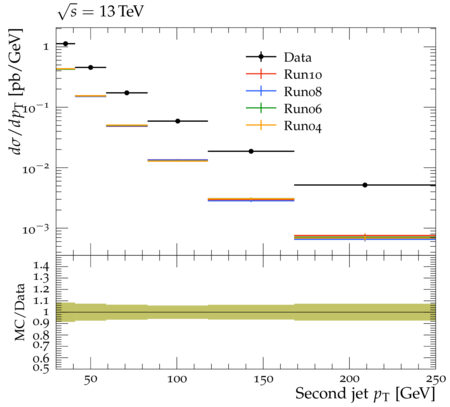 √s = 13 TeV
dσ/dp_T [pb/GeV]
1
10⁻¹
10⁻²
10⁻³
Data
Run10
Run08
Run06
Run04
MC/Data
1.4
1.3
1.2
1.1
1
0.9
0.8
0.7
0.6
0.5
50 100 150 200 250
Second jet p_T [GeV]